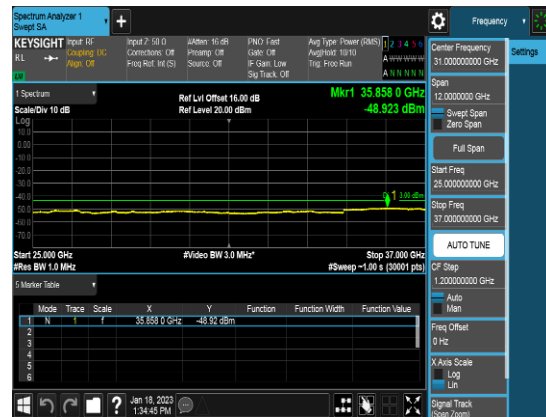 Spectrum Analyzer 1
Swept SA
Frequency
KEYSIGHT
RL
Input: RF
Coupling: DC
Align: Off
Input Z: 50 Ω
Corrections: Off
Freq Ref: Int (S)
#Atten: 16 dB
Preamp: Off
Source: Off
PNO: Fast
Gate: Off
IF Gain: Low
Sig Track: Off
Avg Type: Power (RMS)
Avg|Hold: 10/10
Trig: Free Run
1 2 3 4 5 6
A W W W W W
A N N N N N
1 Spectrum
Scale/Div 10 dB
Ref Lvl Offset 16.00 dB
Ref Level 20.00 dBm
Mkr1 35.858 0 GHz
-48.923 dBm
Log
10.0
0.00
-10.0
-20.0
-30.0
-40.0
-50.0
-60.0
-70.0
1
Start 25.000 GHz
#Res BW 1.0 MHz
#Video BW 3.0 MHz*
Stop 37.000 GHz
#Sweep ~1.00 s (30001 pts)
5 Marker Table
Mode Trace Scale X Y Function Function Width Function Value
1 N 1 f 35.858 0 GHz -48.92 dBm
2
3
4
5
6
Jan 18, 2023
1:34:45 PM
Center Frequency
31.000000000 GHz
Settings
Span
12.0000000 GHz
Swept Span
Zero Span
Full Span
Start Freq
25.000000000 GHz
Stop Freq
37.000000000 GHz
AUTO TUNE
CF Step
1.200000000 GHz
Auto
Man
Freq Offset
0 Hz
X Axis Scale
Log
Lin
Signal Track
(Span Zoom)